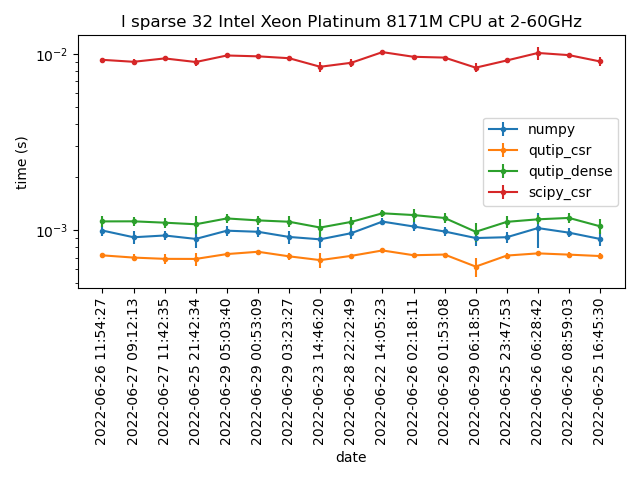 l sparse 32 Intel Xeon Platinum 8171M CPU at 2-60GHz
10⁻²
10⁻³
time (s)
numpy
qutip_csr
qutip_dense
scipy_csr
2022-06-26 11:54:27
2022-06-27 09:12:13
2022-06-27 11:42:35
2022-06-25 21:42:34
2022-06-29 05:03:40
2022-06-29 00:53:09
2022-06-29 03:23:27
2022-06-23 14:46:20
2022-06-28 22:22:49
2022-06-22 14:05:23
2022-06-26 02:18:11
2022-06-26 01:53:08
2022-06-29 06:18:50
2022-06-25 23:47:53
2022-06-26 06:28:42
2022-06-26 08:59:03
2022-06-25 16:45:30
date